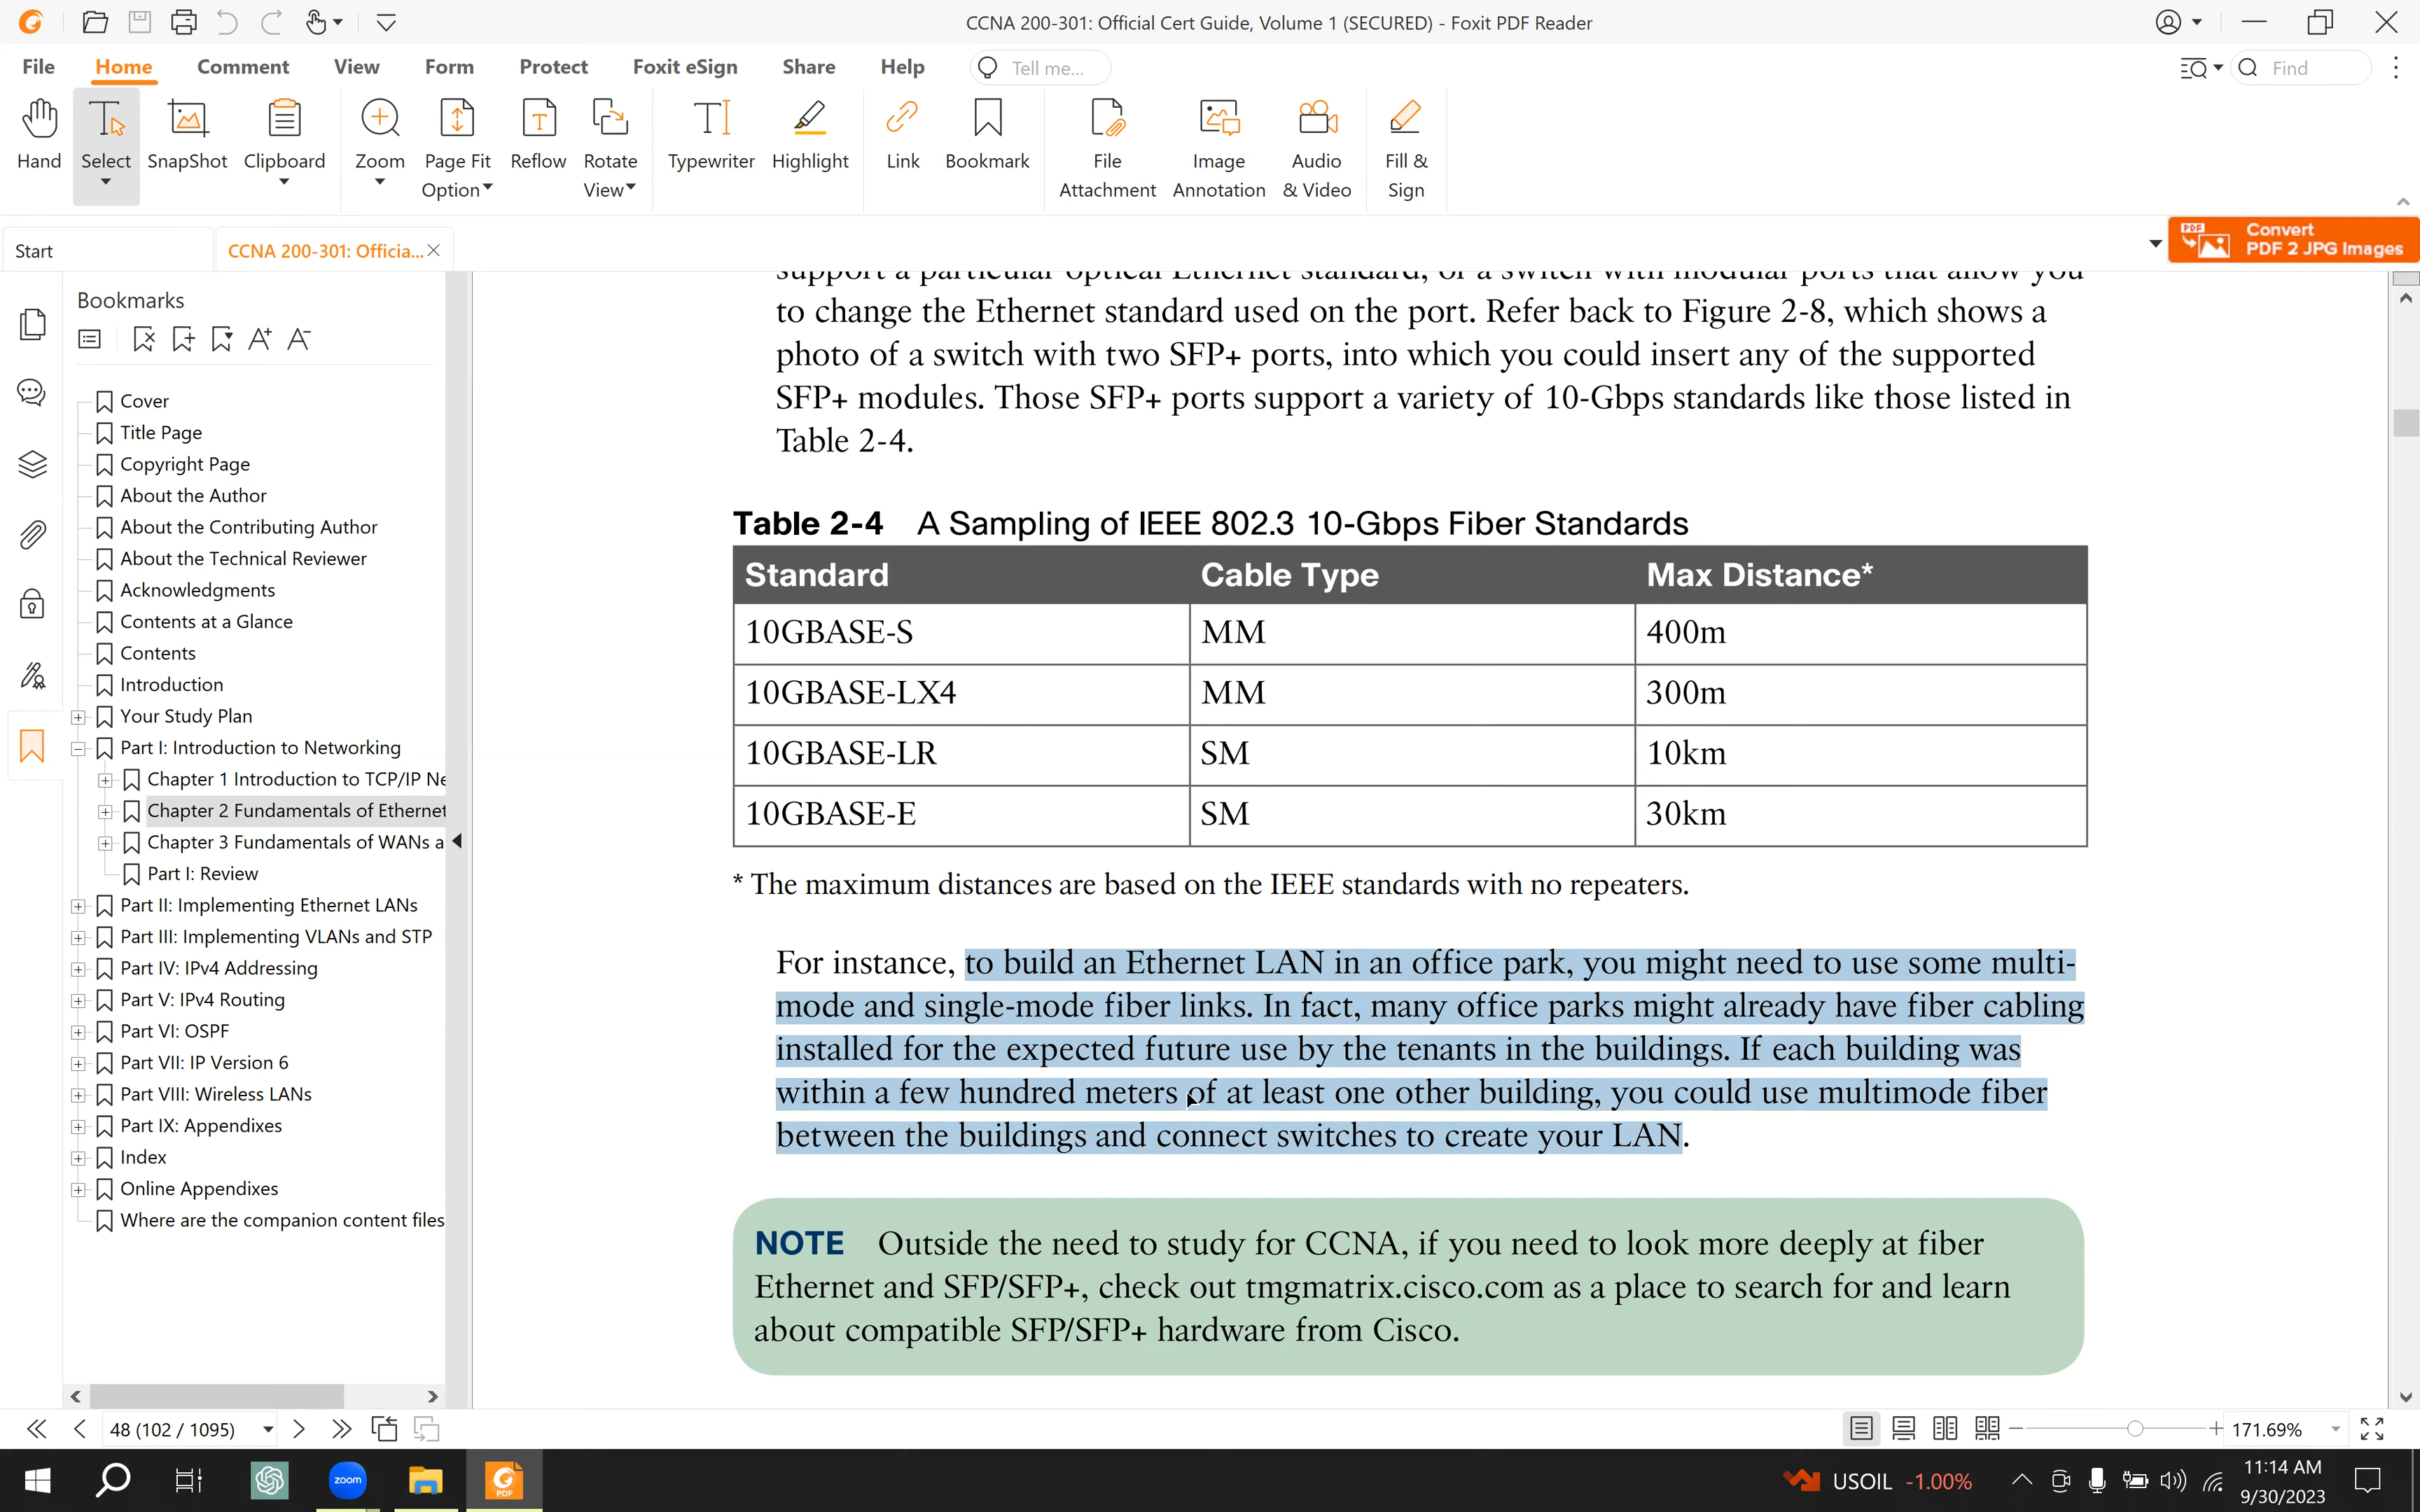 CCNA 200-301: Official Cert Guide, Volume 1 (SECURED) - Foxit PDF Reader
File Home Comment View Form Protect Foxit eSign Share Help Tell me... Find
Hand Select SnapShot Clipboard Zoom Page Fit Option Reflow Rotate View Typewriter Highlight Link Bookmark File Attachment Image Annotation Audio & Video Fill & Sign
Start CCNA 200-301: Officia...
PDF Convert
PDF 2 JPG Images
Bookmarks
Cover
Title Page
Copyright Page
About the Author
About the Contributing Author
About the Technical Reviewer
Acknowledgments
Contents at a Glance
Contents
Introduction
Your Study Plan
Part I: Introduction to Networking
Chapter 1 Introduction to TCP/IP Ne
Chapter 2 Fundamentals of Ethernet
Chapter 3 Fundamentals of WANs a
Part I: Review
Part II: Implementing Ethernet LANs
Part III: Implementing VLANs and STP
Part IV: IPv4 Addressing
Part V: IPv4 Routing
Part VI: OSPF
Part VII: IP Version 6
Part VIII: Wireless LANs
Part IX: Appendixes
Index
Online Appendixes
Where are the companion content files
support a particular optical Ethernet standard, or a switch with modular ports that allow you
to change the Ethernet standard used on the port. Refer back to Figure 2-8, which shows a
photo of a switch with two SFP+ ports, into which you could insert any of the supported
SFP+ modules. Those SFP+ ports support a variety of 10-Gbps standards like those listed in
Table 2-4.
Table 2-4 A Sampling of IEEE 802.3 10-Gbps Fiber Standards
Standard Cable Type Max Distance*
10GBASE-S MM 400m
10GBASE-LX4 MM 300m
10GBASE-LR SM 10km
10GBASE-E SM 30km
* The maximum distances are based on the IEEE standards with no repeaters.
For instance, to build an Ethernet LAN in an office park, you might need to use some multi-
mode and single-mode fiber links. In fact, many office parks might already have fiber cabling
installed for the expected future use by the tenants in the buildings. If each building was
within a few hundred meters of at least one other building, you could use multimode fiber
between the buildings and connect switches to create your LAN.
NOTE Outside the need to study for CCNA, if you need to look more deeply at fiber
Ethernet and SFP/SFP+, check out tmgmatrix.cisco.com as a place to search for and learn
about compatible SFP/SFP+ hardware from Cisco.
48 (102 / 1095) 171.69%
zoom PDF USOIL -1.00% 11:14 AM
9/30/2023